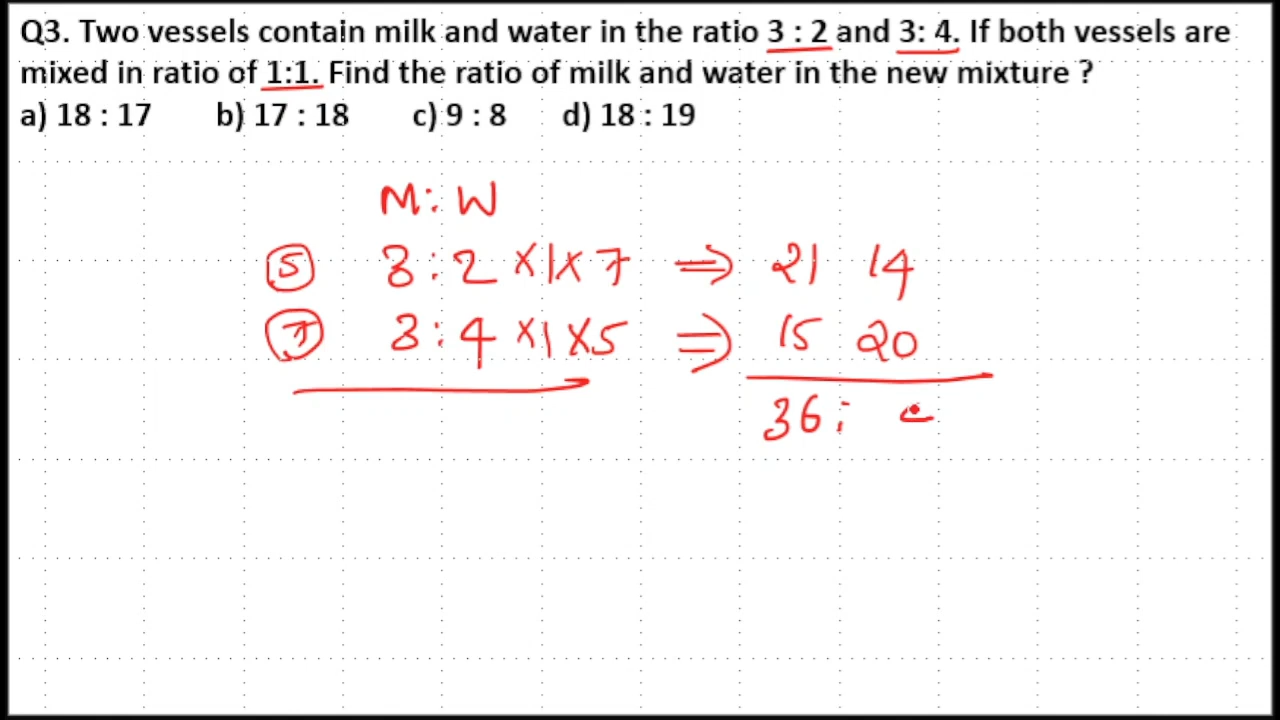 Q3. Two vessels contain milk and water in the ratio 3 : 2 and 3: 4. If both vessels are
mixed in ratio of 1:1. Find the ratio of milk and water in the new mixture ?
a) 18 : 17 b) 17 : 18 c) 9 : 8 d) 18 : 19
M : W
5 3 : 2 × 1 × 7 ⇒ 21 14
7 3 : 4 × 1 × 5 ⇒ 15 20
36 :